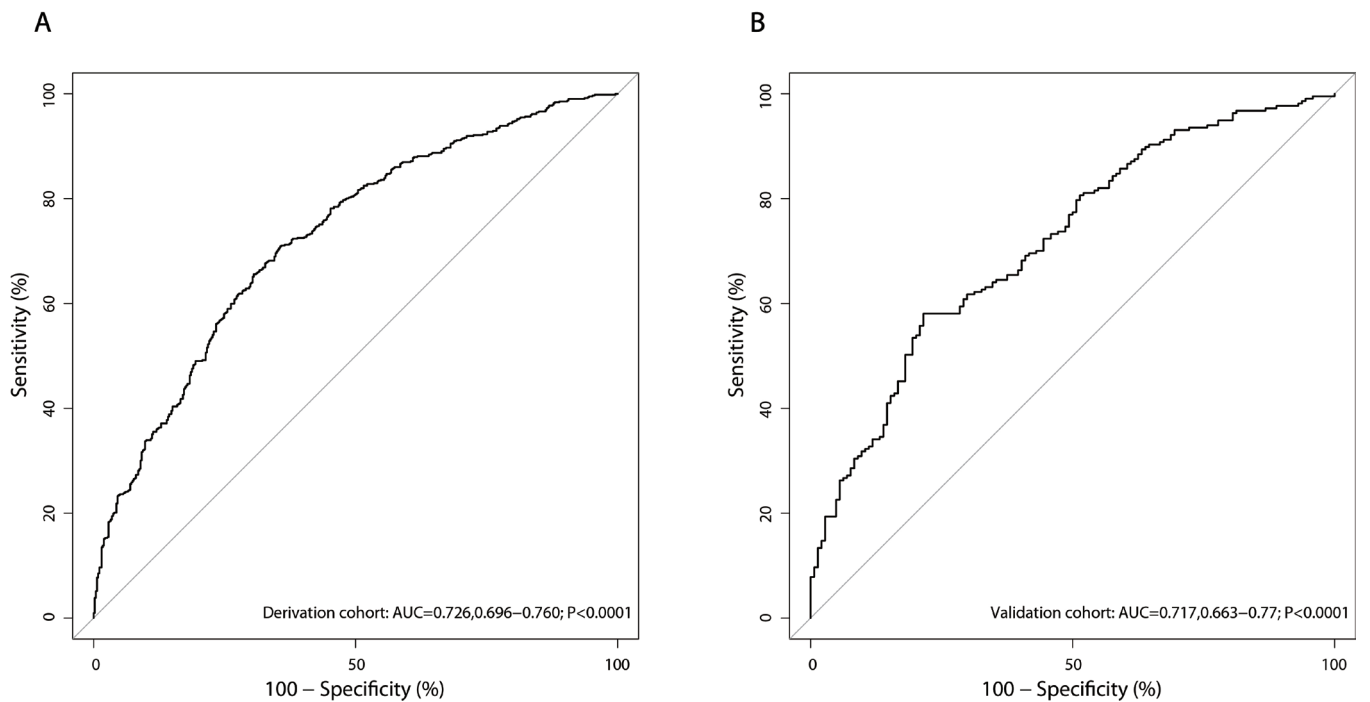 A
B
100
80
60
40
20
0
Sensitivity (%)
Derivation cohort: AUC=0.726,0.696−0.760; P<0.0001
0
50
100
100 − Specificity (%)
100
80
60
40
20
0
Sensitivity (%)
Validation cohort: AUC=0.717,0.663−0.77; P<0.0001
0
50
100
100 − Specificity (%)